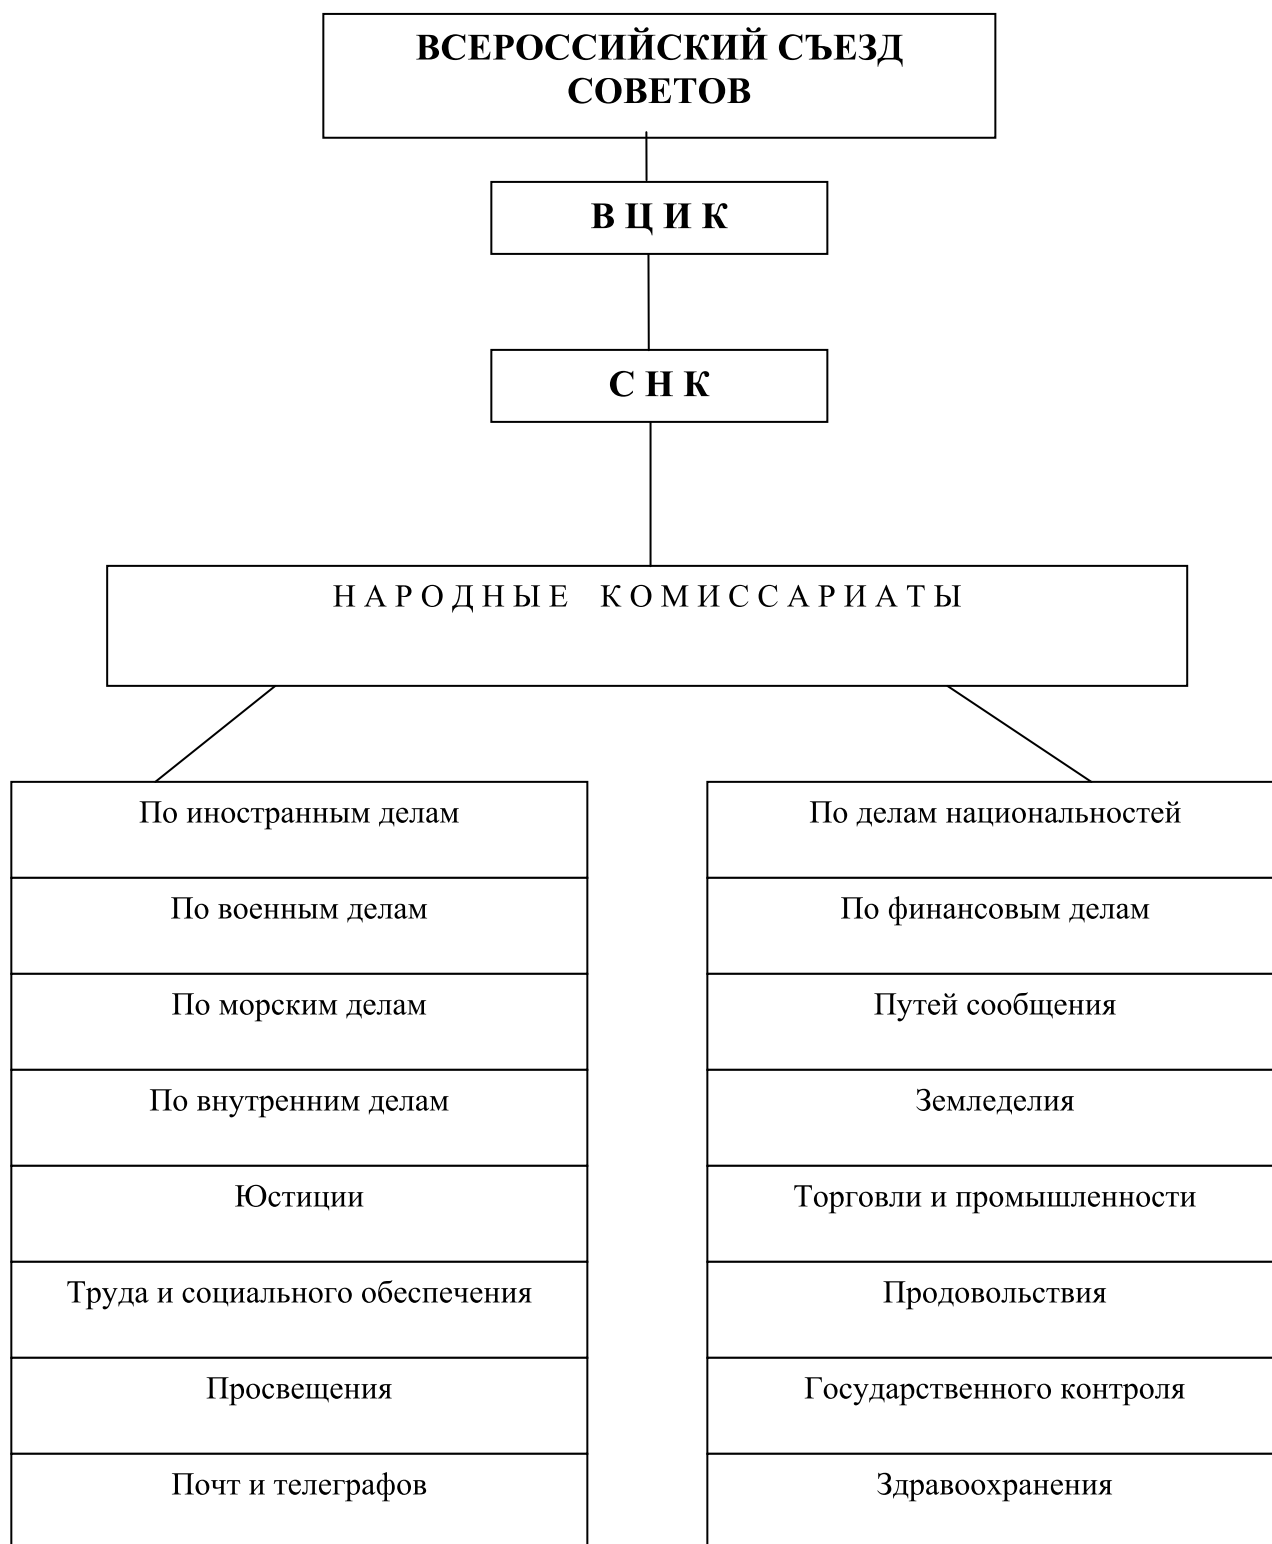 ВСЕРОССИЙСКИЙ СЪЕЗД
СОВЕТОВ
В Ц И К
С Н К
Н А Р О Д Н Ы Е К О М И С С А Р И А Т Ы
По иностранным делам
По военным делам
По морским делам
По внутренним делам
Юстиции
Труда и социального обеспечения
Просвещения
Почт и телеграфов
По делам национальностей
По финансовым делам
Путей сообщения
Земледелия
Торговли и промышленности
Продовольствия
Государственного контроля
Здравоохранения